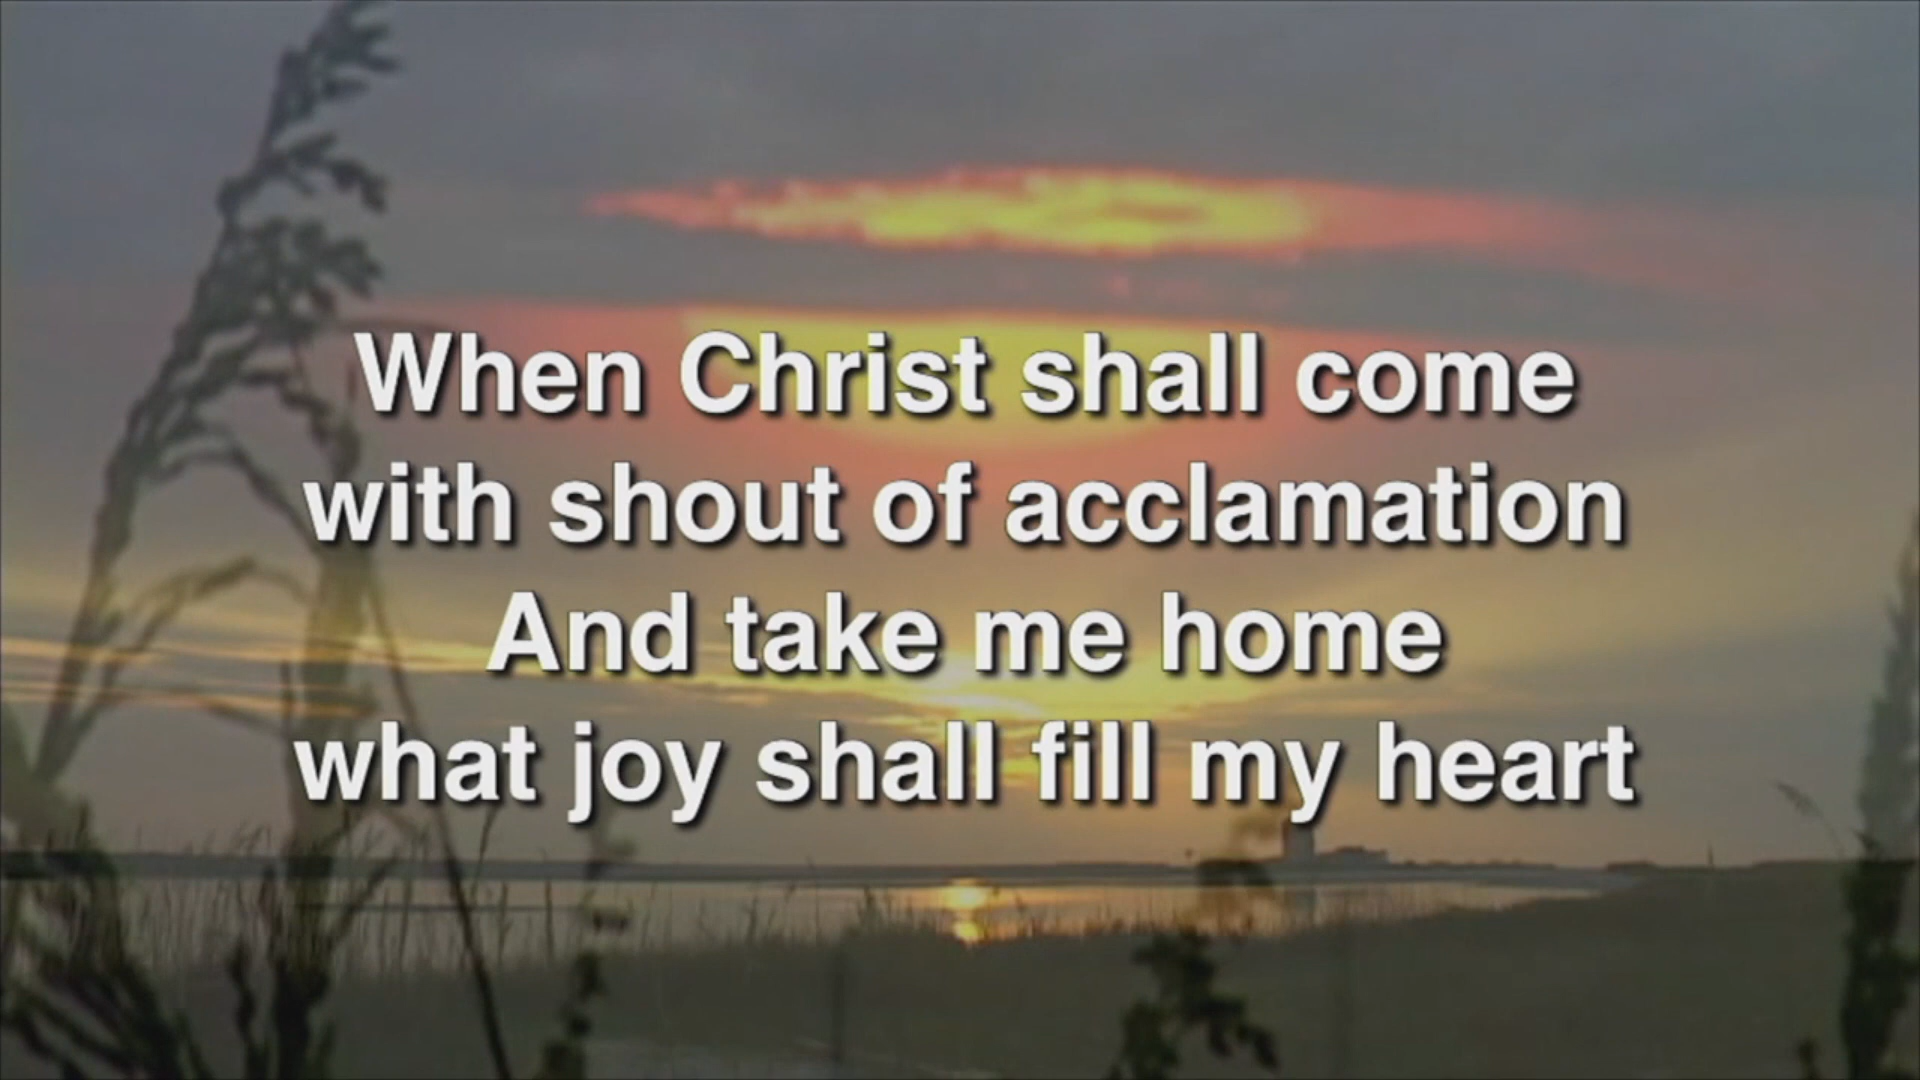 When Christ shall come
with shout of acclamation
And take me home
what joy shall fill my heart